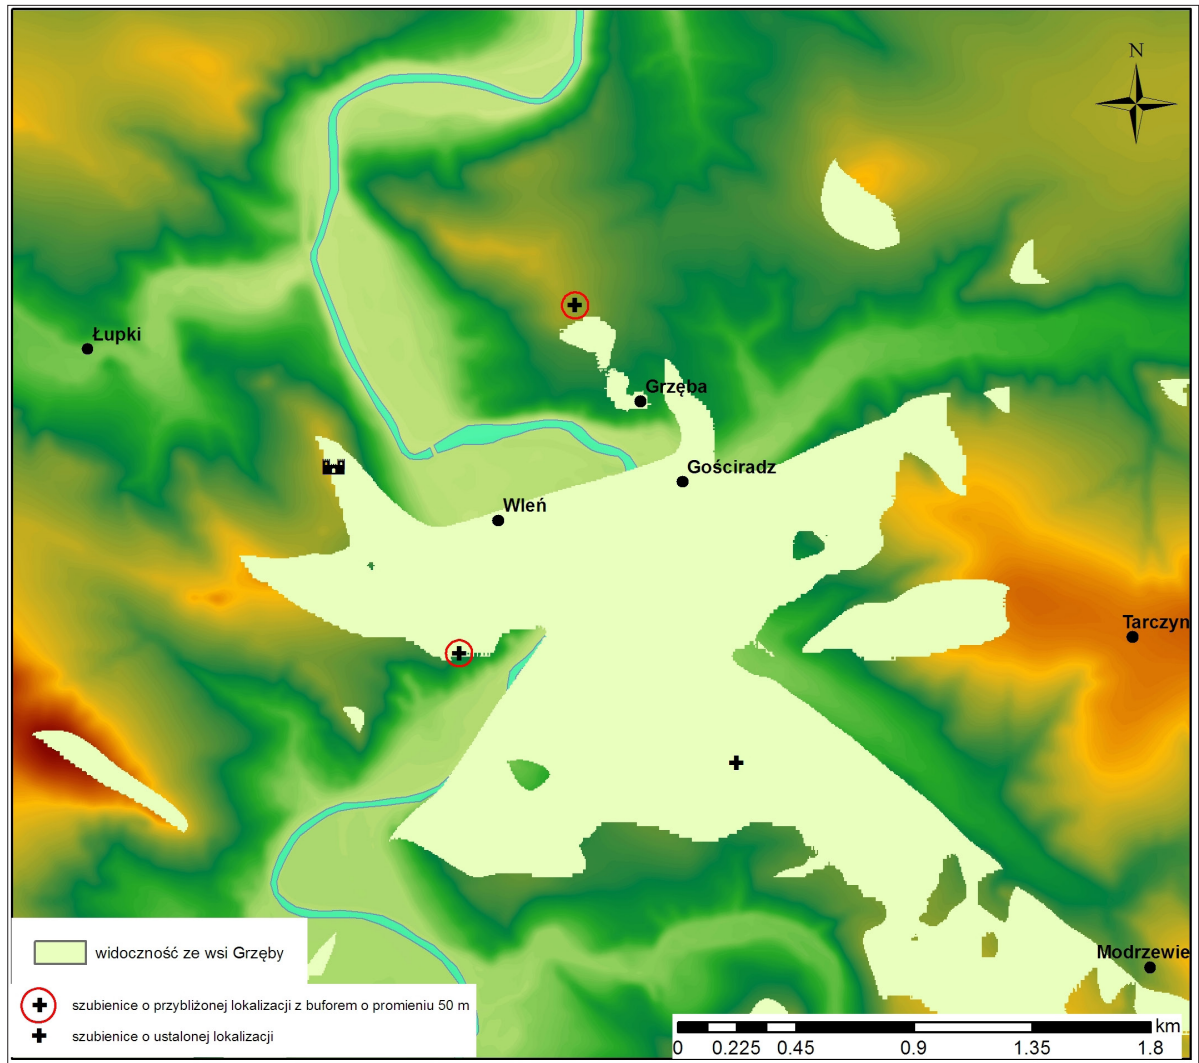 N
Łupki
Grzęba
Gościradz
Wleń
Tarczyn
Modrzewie
widoczność ze wsi Grzęby
szubienice o przybliżonej lokalizacji z buforem o promieniu 50 m
szubienice o ustalonej lokalizacji
km
0 0.225 0.45 0.9 1.35 1.8